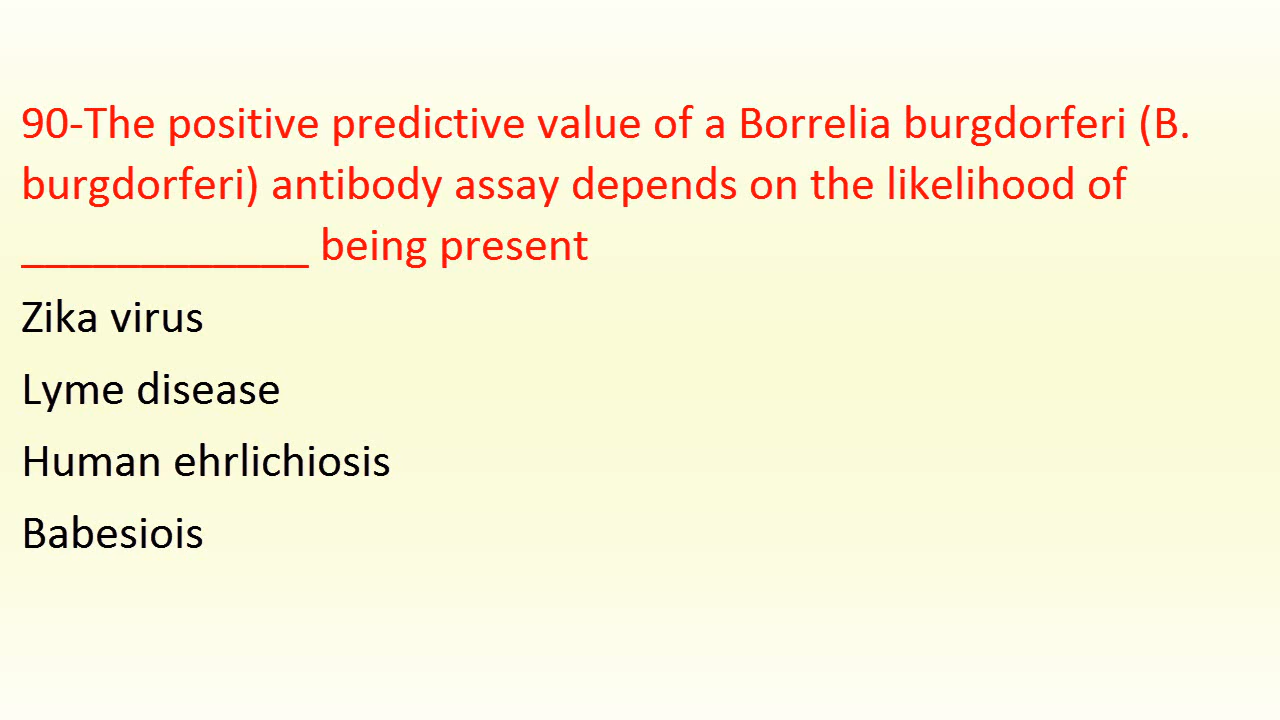 90-The positive predictive value of a Borrelia burgdorferi (B.
burgdorferi) antibody assay depends on the likelihood of
____________ being present
Zika virus
Lyme disease
Human ehrlichiosis
Babesiois